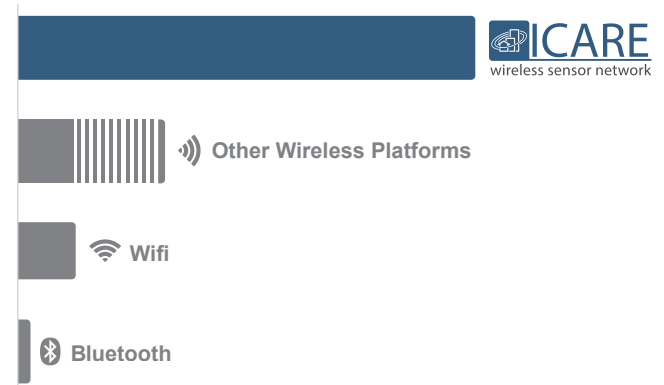 ICARE
wireless sensor network
Other Wireless Platforms
Wifi
Bluetooth